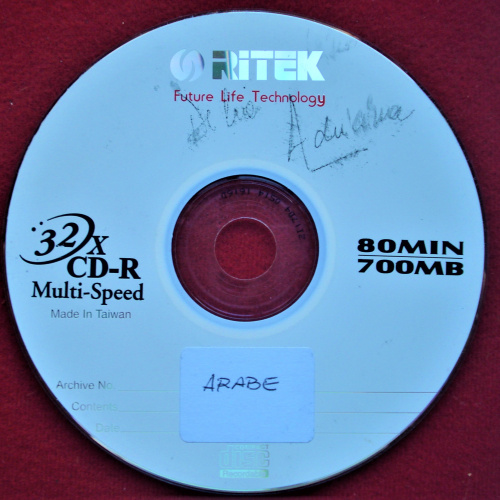 RiTEK
Future Life Technology
Adriana
32X
CD-R
Multi-Speed
Made In Taiwan
80MIN
700MB
ARABE
Archive No.
Contents
Date